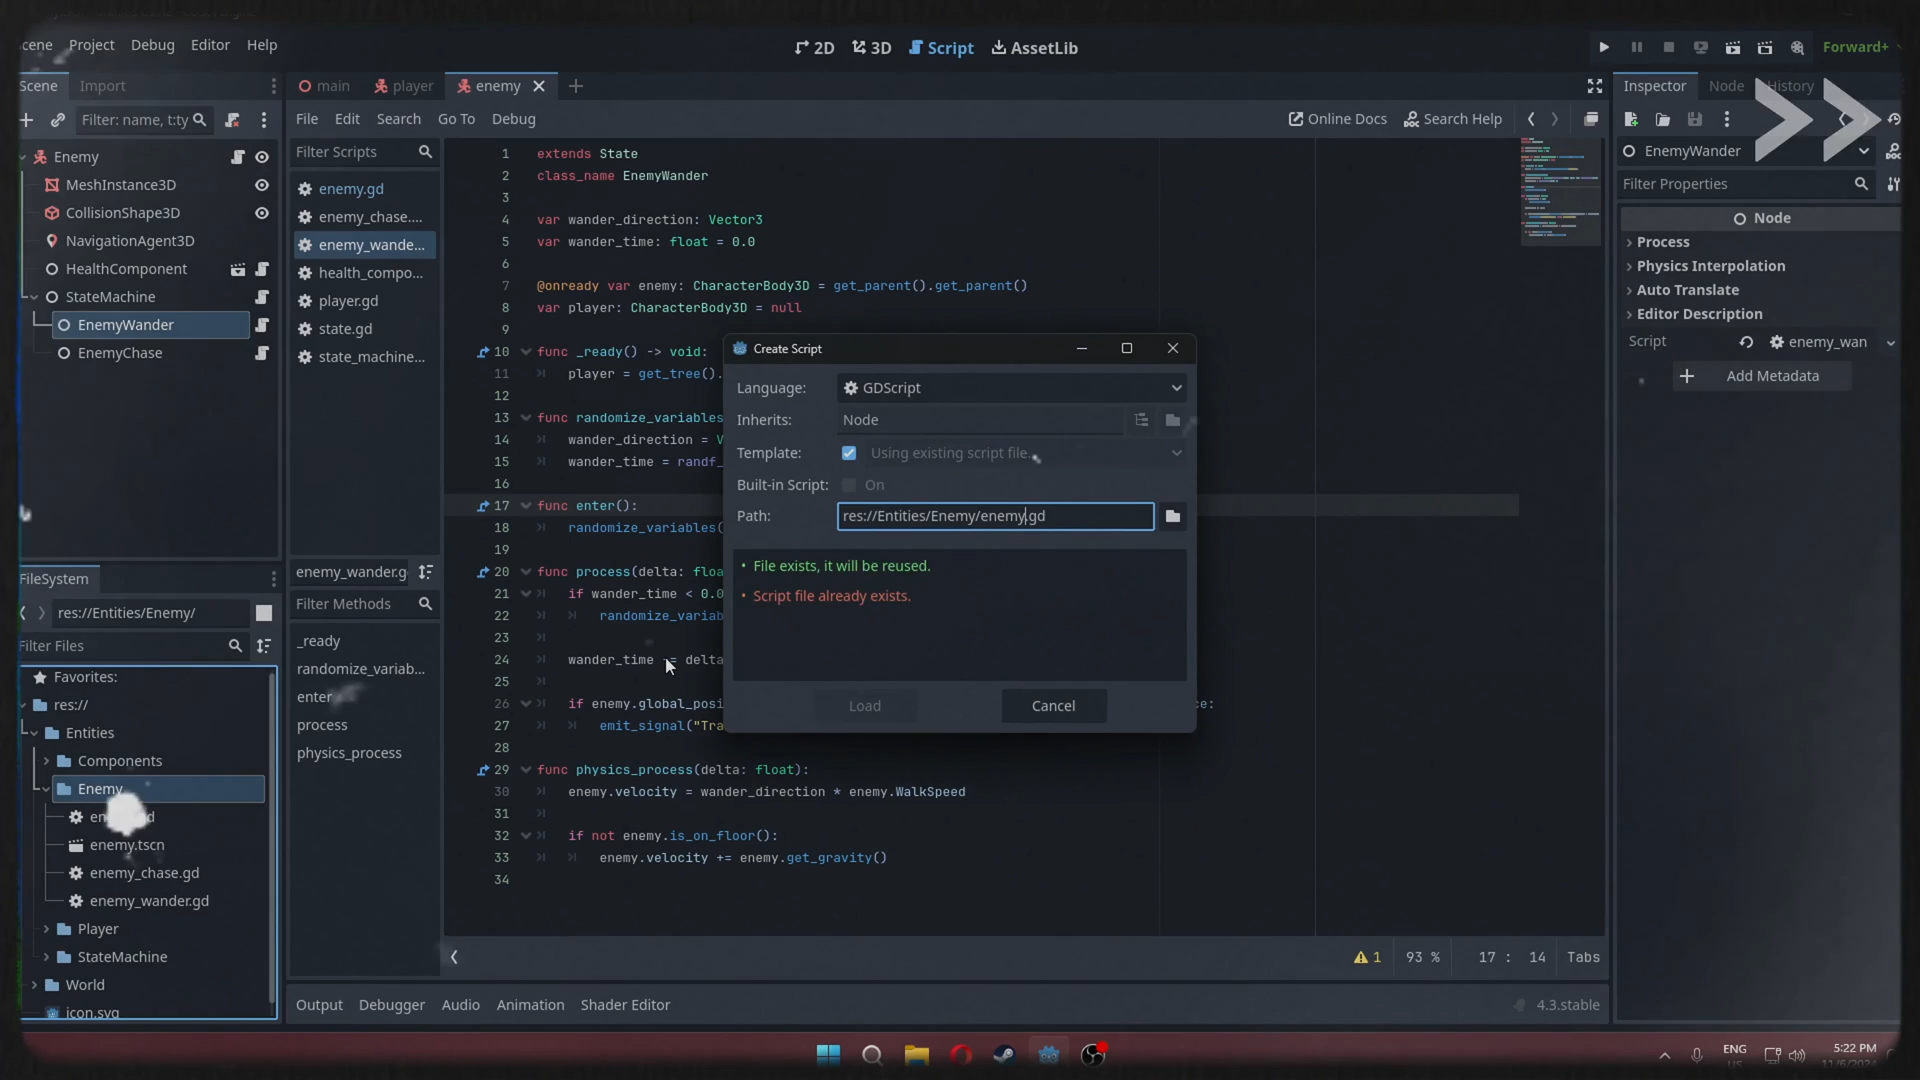 cene Project Debug Editor Help
2D 3D Script AssetLib
Forward+
Scene Import
main player enemy
Inspector Node History
Filter: name, t:ty
File Edit Search Go To Debug
Online Docs Search Help
Enemy
MeshInstance3D
CollisionShape3D
NavigationAgent3D
HealthComponent
StateMachine
EnemyWander
EnemyChase
Filter Scripts
enemy.gd
enemy_chase....
enemy_wande...
health_compo...
player.gd
state.gd
state_machine...
enemy_wander.g
Filter Methods
_ready
randomize_variab...
enter
process
physics_process
1 extends State
2 class_name EnemyWander
3
4 var wander_direction: Vector3
5 var wander_time: float = 0.0
6
7 @onready var enemy: CharacterBody3D = get_parent().get_parent()
8 var player: CharacterBody3D = null
9
10 func _ready() -> void:
11 player = get_tree().
12
13 func randomize_variables
14 wander_direction = V
15 wander_time = randf_
16
17 func enter():
18 randomize_variables(
19
20 func process(delta: floa
21 if wander_time < 0.0
22 randomize_variab
23
24 wander_time -= delta
25
26 if enemy.global_posi ce:
27 emit_signal("Tra
28
29 func physics_process(delta: float):
30 enemy.velocity = wander_direction * enemy.WalkSpeed
31
32 if not enemy.is_on_floor():
33 enemy.velocity += enemy.get_gravity()
34
Create Script
Language: GDScript
Inherits: Node
Template: Using existing script file.
Built-in Script: On
Path: res://Entities/Enemy/enemy.gd
• File exists, it will be reused.
• Script file already exists.
Load Cancel
EnemyWander
Filter Properties
Node
Process
Physics Interpolation
Auto Translate
Editor Description
Script enemy_wan
Add Metadata
FileSystem
res://Entities/Enemy/
Filter Files
Favorites:
res://
Entities
Components
Enemy
enemy.tscn
enemy_chase.gd
enemy_wander.gd
Player
StateMachine
World
icon.svg
1 93 % 17 : 14 Tabs
Output Debugger Audio Animation Shader Editor
4.3.stable
ENG
US
5:22 PM